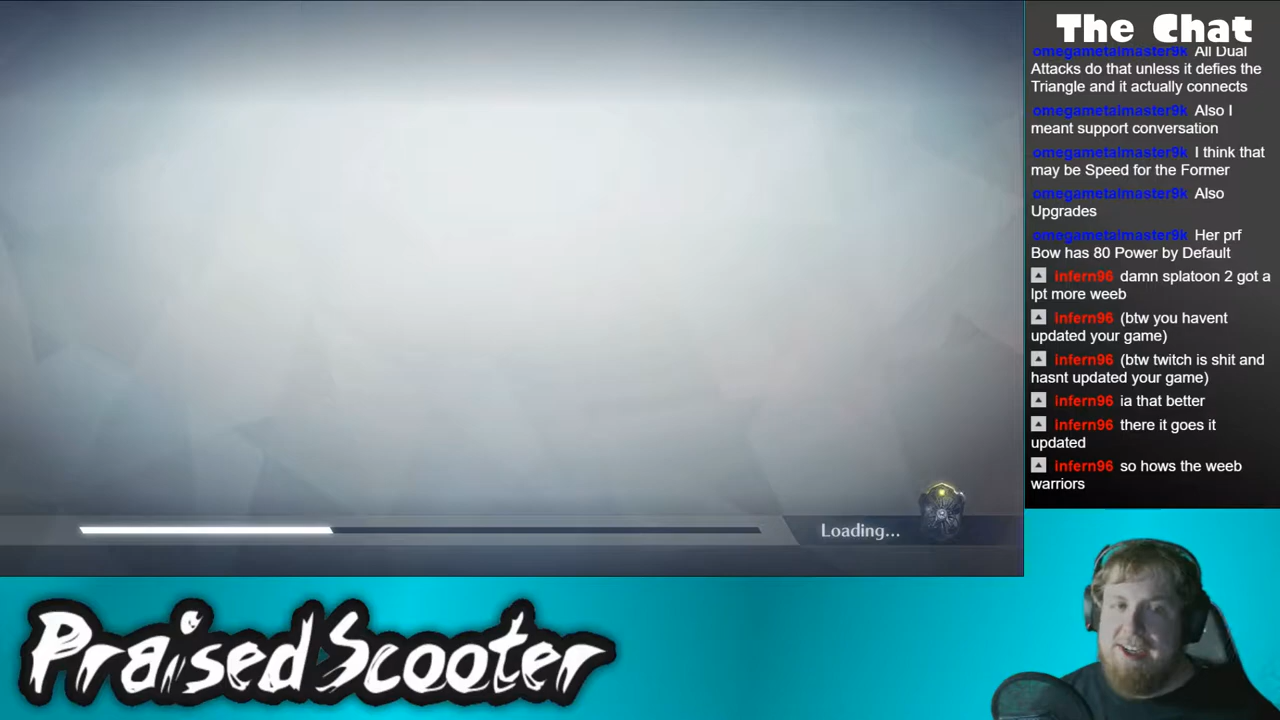 The Chat
omegametalmaster9k All Dual
Attacks do that unless it defies the
Triangle and it actually connects
omegametalmaster9k Also I
meant support conversation
omegametalmaster9k I think that
may be Speed for the Former
omegametalmaster9k Also
Upgrades
omegametalmaster9k Her prf
Bow has 80 Power by Default
infern96 damn splatoon 2 got a
lpt more weeb
infern96 (btw you havent
updated your game)
infern96 (btw twitch is shit and
hasnt updated your game)
infern96 ia that better
infern96 there it goes it
updated
infern96 so hows the weeb
warriors
Loading...
PraisedScooter